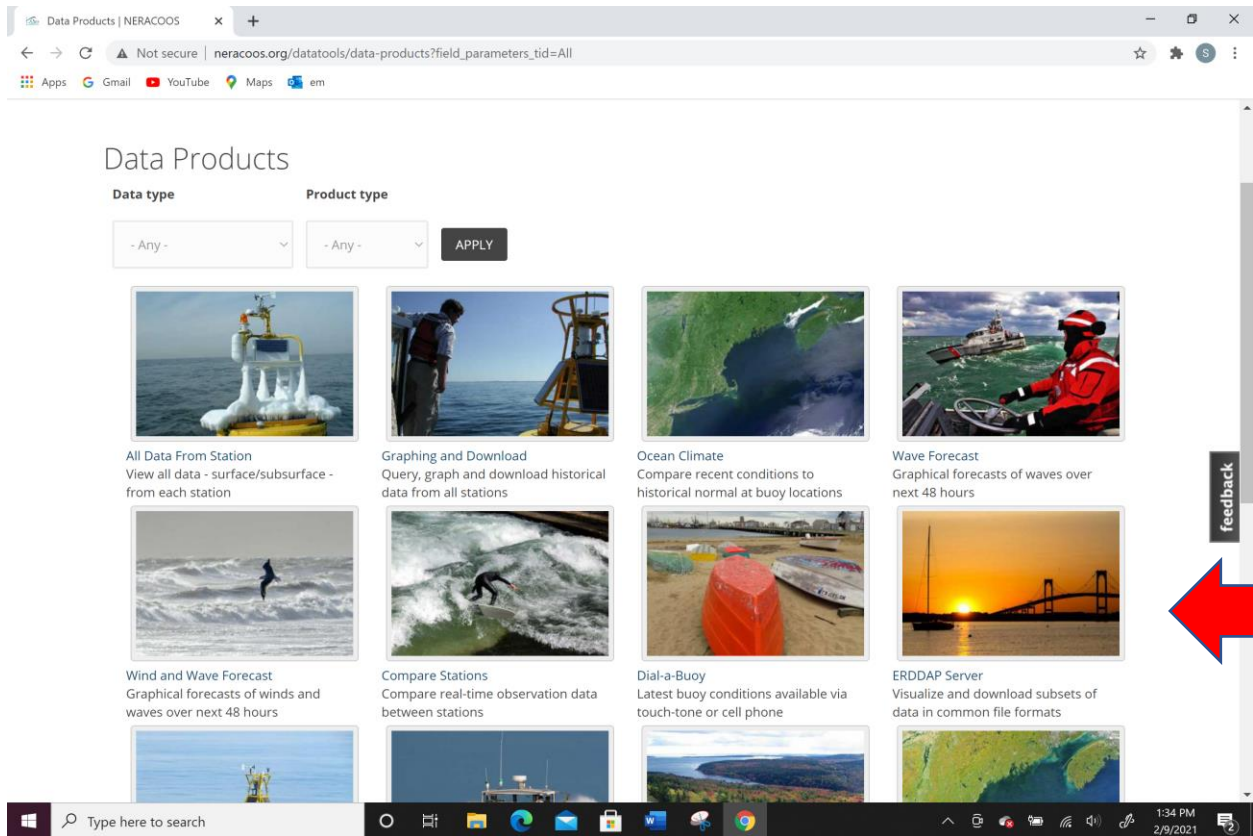 Data Products | NERACOOS
Not secure | neracoos.org/datatools/data-products?field_parameters_tid=All
S
Apps Gmail YouTube Maps em
Data Products
Data type Product type
- Any - - Any - APPLY
All Data From Station
View all data - surface/subsurface -
from each station
Graphing and Download
Query, graph and download historical
data from all stations
Ocean Climate
Compare recent conditions to
historical normal at buoy locations
Wave Forecast
Graphical forecasts of waves over
next 48 hours
feedback
Wind and Wave Forecast
Graphical forecasts of winds and
waves over next 48 hours
Compare Stations
Compare real-time observation data
between stations
Dial-a-Buoy
Latest buoy conditions available via
touch-tone or cell phone
ERDDAP Server
Visualize and download subsets of
data in common file formats
Type here to search
1:34 PM
2/9/2021
2